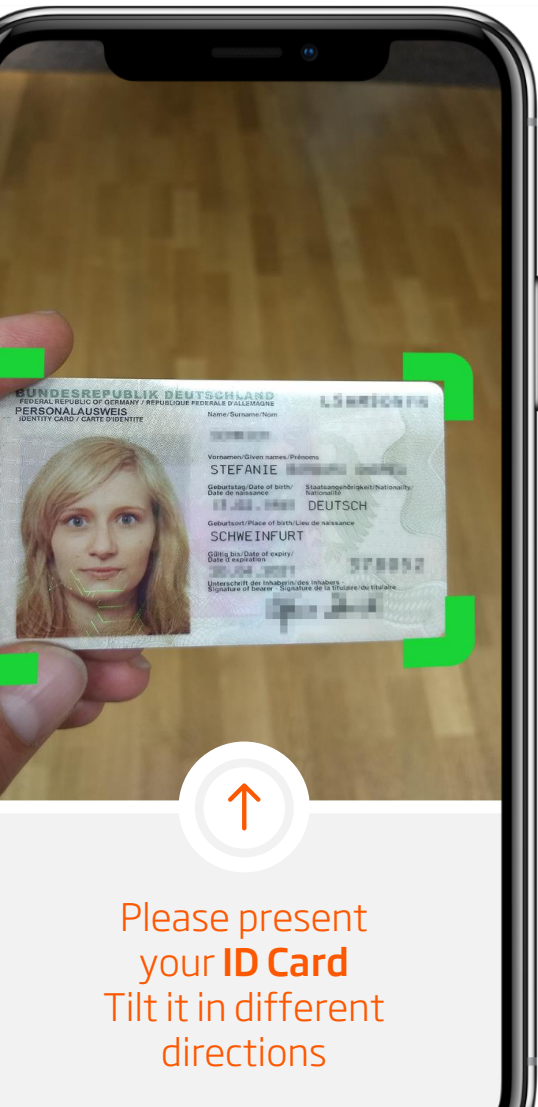 BUNDESREPUBLIK DEUTSCHLAND
FEDERAL REPUBLIC OF GERMANY / REPUBLIQUE FEDERALE D'ALLEMAGNE
PERSONALAUSWEIS
IDENTITY CARD / CARTE D'IDENTITE
Name/Surname/Nom
Vornamen/Given names/Prénoms
STEFANIE
Geburtstag/Date of birth/
Date de naissance
Staatsangehörigkeit/Nationality/
Nationalité
DEUTSCH
Geburtsort/Place of birth/Lieu de naissance
SCHWEINFURT
Gültig bis/Date of expiry/
Date d'expiration
Unterschrift der Inhaberin/des Inhabers -
Signature of bearer - Signature de la titulaire/du titulaire
Please present
your ID Card
Tilt it in different
directions